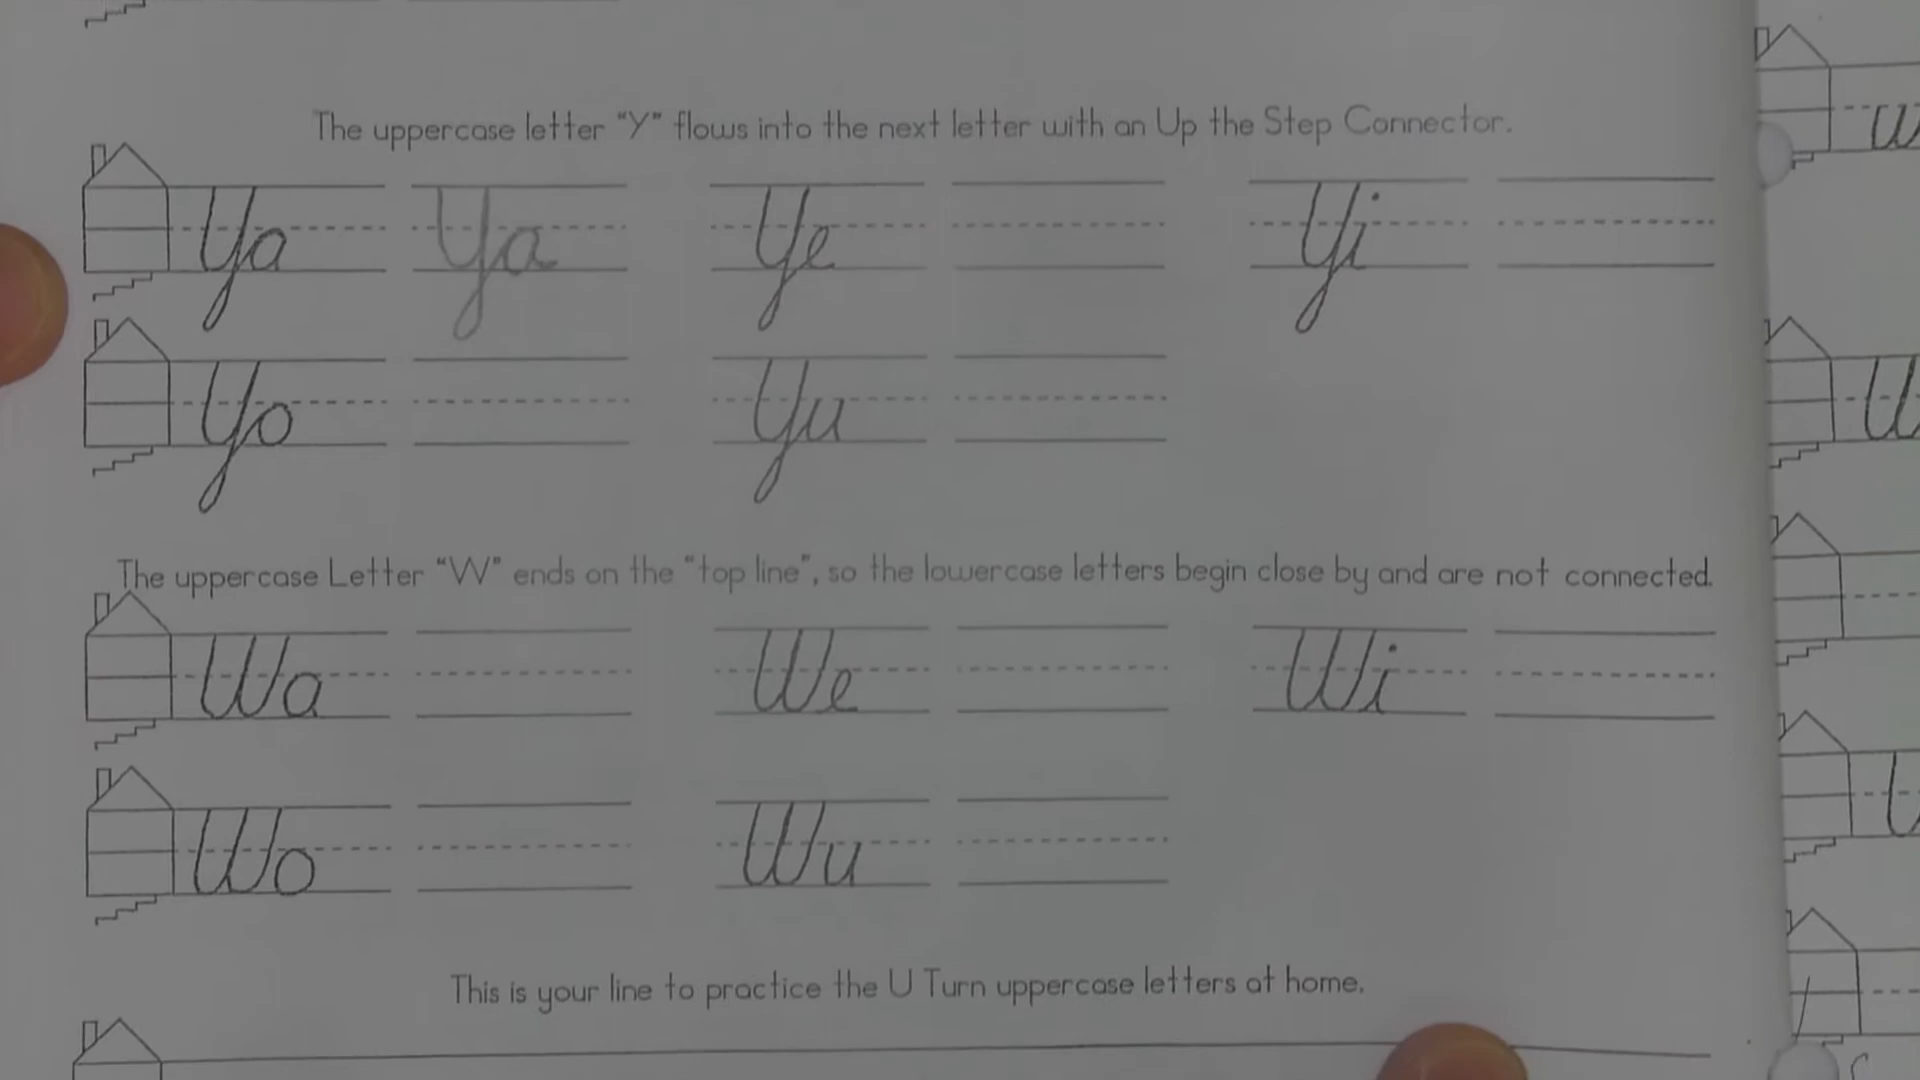 The uppercase letter "Y" flows into the next letter with an Up the Step Connector.
Ya Ya Ye Yi
Yo Yu
The uppercase Letter "W" ends on the "top line", so the lowercase letters begin close by and are not connected.
Wa We Wi
Wo Wu
This is your line to practice the U Turn uppercase letters at home.